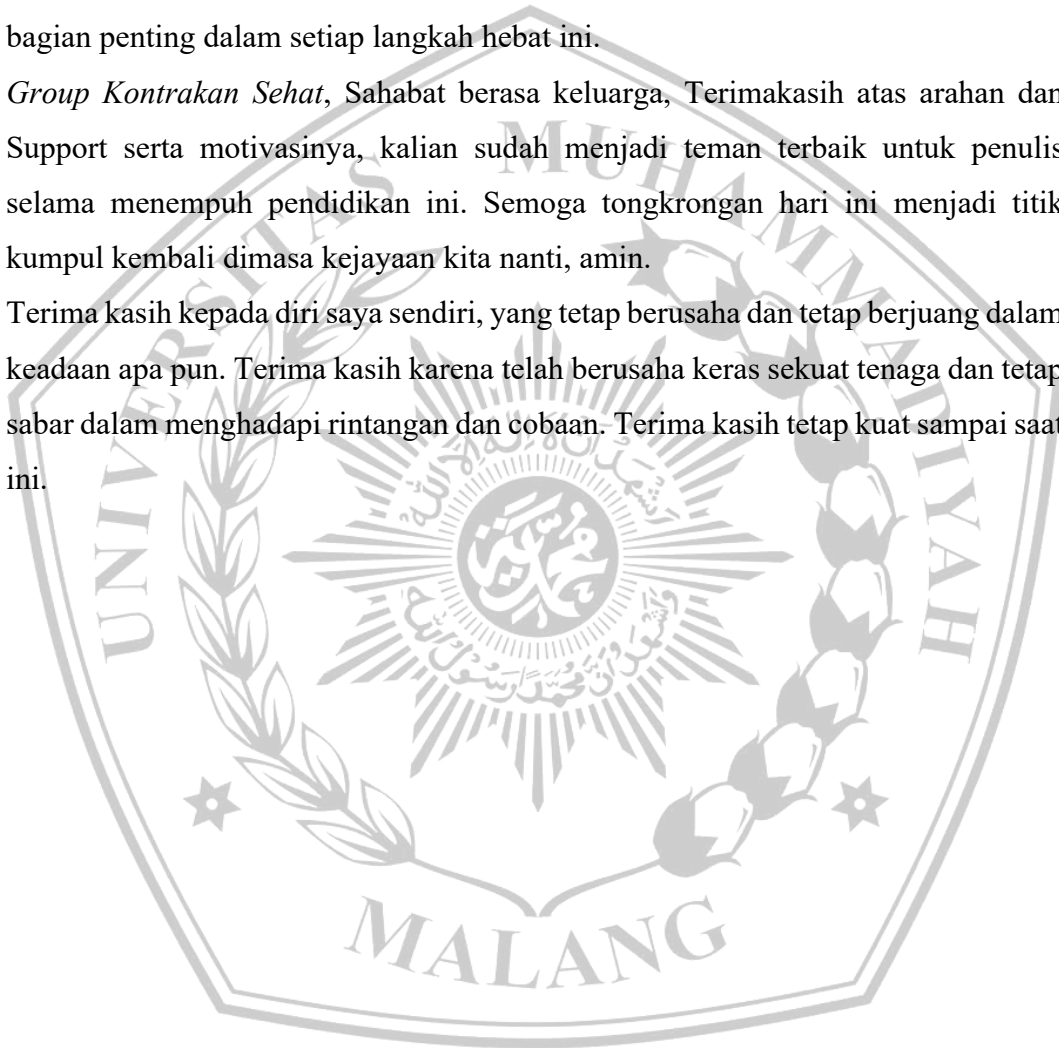 bagian penting dalam setiap langkah hebat ini.
Group Kontrakan Sehat, Sahabat berasa keluarga, Terimakasih atas arahan dan
Support serta motivasinya, kalian sudah menjadi teman terbaik untuk penulis
selama menempuh pendidikan ini. Semoga tongkrongan hari ini menjadi titik
kumpul kembali dimasa kejayaan kita nanti, amin.
Terima kasih kepada diri saya sendiri, yang tetap berusaha dan tetap berjuang dalam
keadaan apa pun. Terima kasih karena telah berusaha keras sekuat tenaga dan tetap
sabar dalam menghadapi rintangan dan cobaan. Terima kasih tetap kuat sampai saat
ini.
UNIVERSITAS MUHAMMADIYAH
MALANG